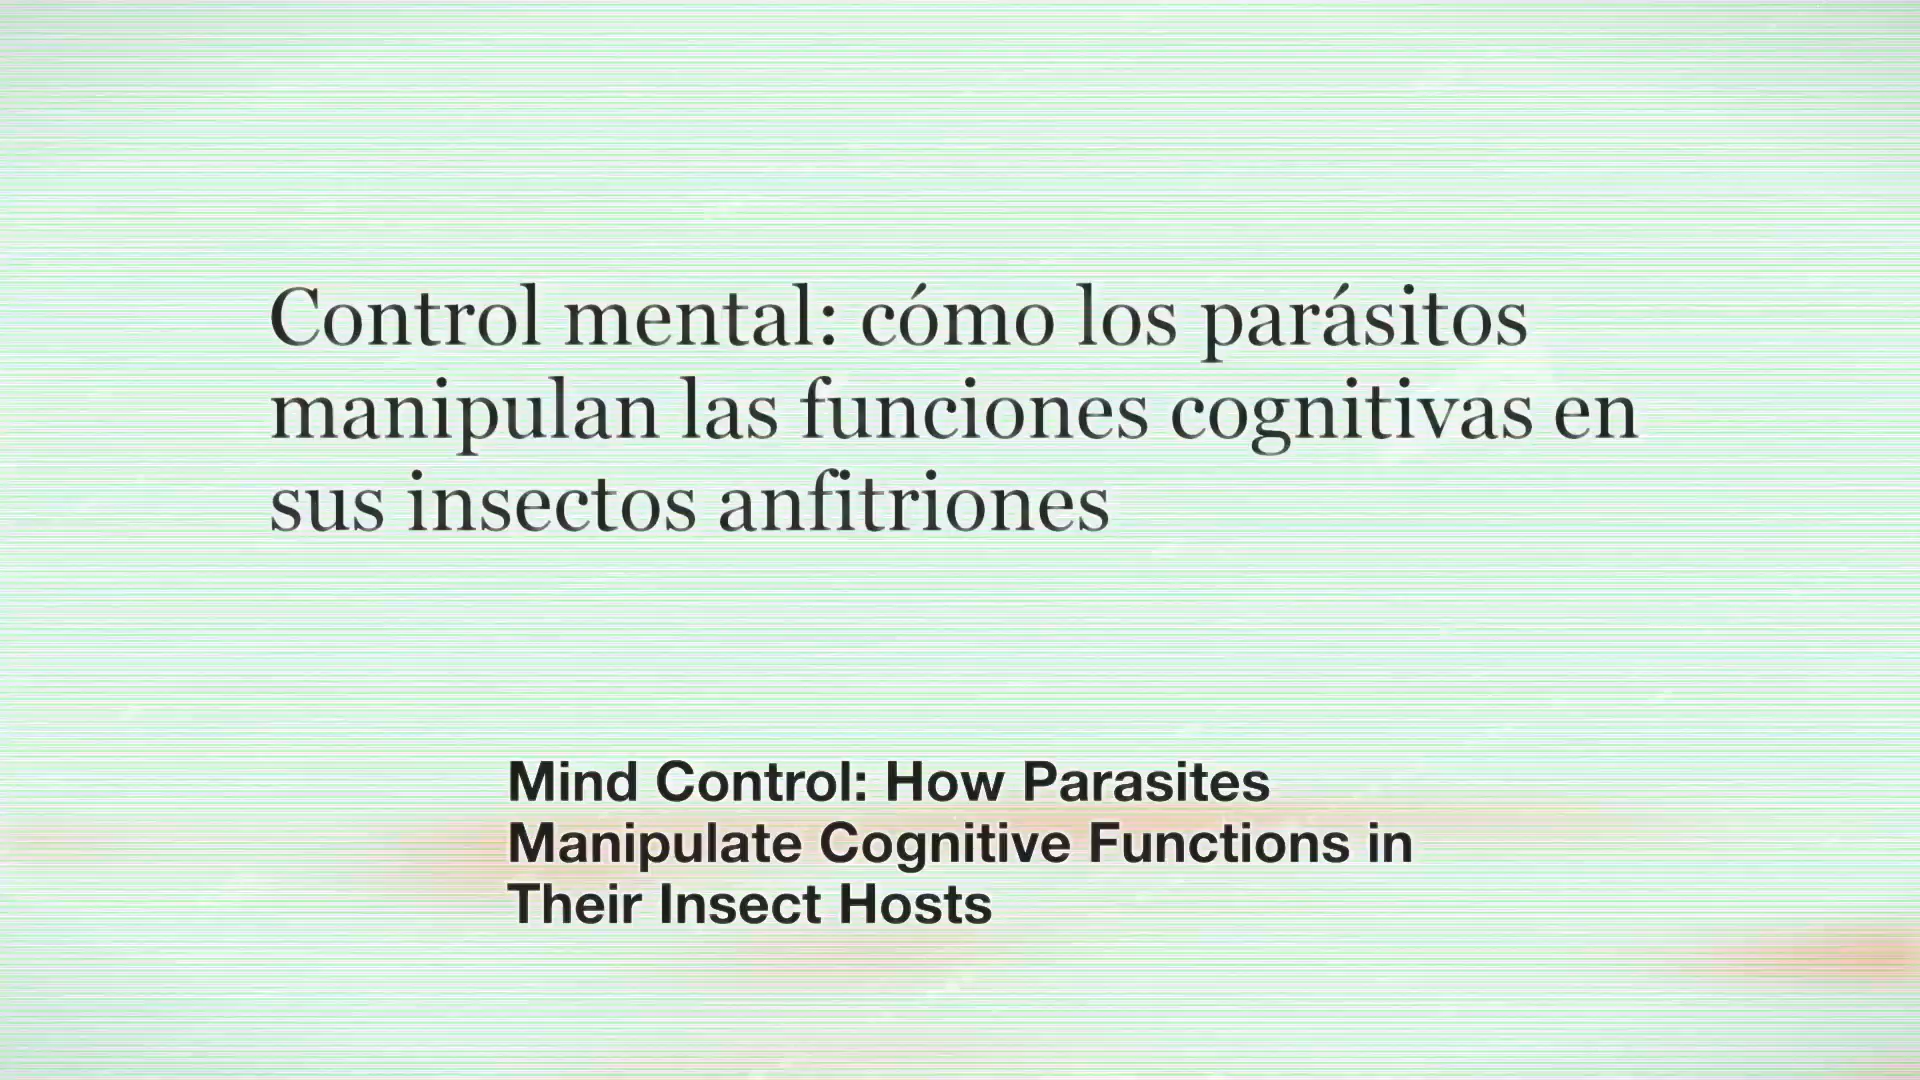 Control mental: cómo los parásitos
manipulan las funciones cognitivas en
sus insectos anfitriones
Mind Control: How Parasites
Manipulate Cognitive Functions in
Their Insect Hosts